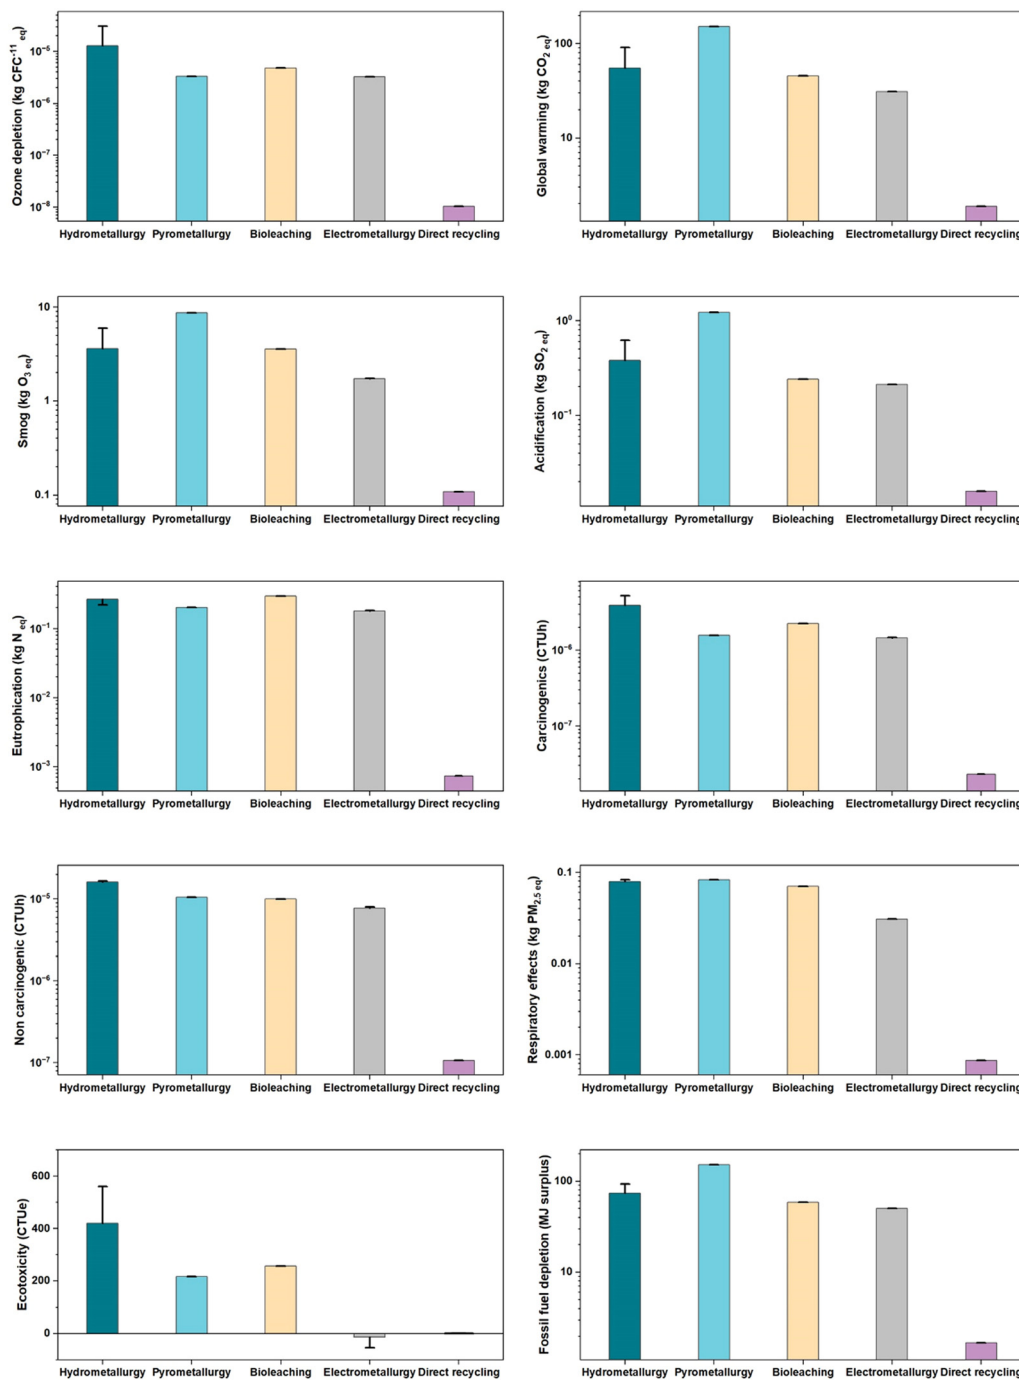 Ozone depletion (kg CFC⁻¹¹ eq)
10⁻⁵
10⁻⁶
10⁻⁷
10⁻⁸
Hydrometallurgy Pyrometallurgy Bioleaching Electrometallurgy Direct recycling
Global warming (kg CO₂ eq)
100
10
Hydrometallurgy Pyrometallurgy Bioleaching Electrometallurgy Direct recycling
Smog (kg O₃ eq)
10
1
0.1
Hydrometallurgy Pyrometallurgy Bioleaching Electrometallurgy Direct recycling
Acidification (kg SO₂ eq)
10⁰
10⁻¹
Hydrometallurgy Pyrometallurgy Bioleaching Electrometallurgy Direct recycling
Eutrophication (kg N eq)
10⁻¹
10⁻²
10⁻³
Hydrometallurgy Pyrometallurgy Bioleaching Electrometallurgy Direct recycling
Carcinogenics (CTUh)
10⁻⁶
10⁻⁷
Hydrometallurgy Pyrometallurgy Bioleaching Electrometallurgy Direct recycling
Non carcinogenic (CTUh)
10⁻⁵
10⁻⁶
10⁻⁷
Hydrometallurgy Pyrometallurgy Bioleaching Electrometallurgy Direct recycling
Respiratory effects (kg PM₂.₅ eq)
0.1
0.01
0.001
Hydrometallurgy Pyrometallurgy Bioleaching Electrometallurgy Direct recycling
Ecotoxicity (CTUe)
600
400
200
0
Hydrometallurgy Pyrometallurgy Bioleaching Electrometallurgy Direct recycling
Fossil fuel depletion (MJ surplus)
100
10
Hydrometallurgy Pyrometallurgy Bioleaching Electrometallurgy Direct recycling